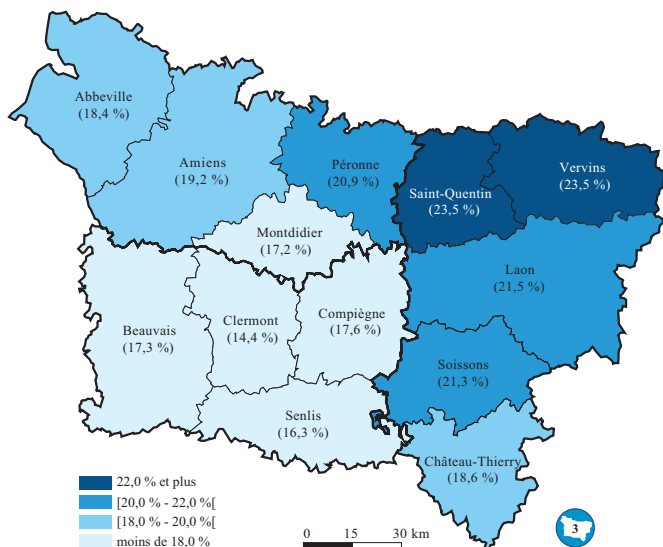 Abbeville
(18,4 %)
Amiens
(19,2 %)
Péronne
(20,9 %)
Saint-Quentin
(23,5 %)
Vervins
(23,5 %)
Montdidier
(17,2 %)
Laon
(21,5 %)
Beauvais
(17,3 %)
Clermont
(14,4 %)
Compiègne
(17,6 %)
Soissons
(21,3 %)
Senlis
(16,3 %)
Château-Thierry
(18,6 %)
22,0 % et plus
[20,0 % - 22,0 %[
[18,0 % - 20,0 %[
moins de 18,0 %
0 15 30 km
3